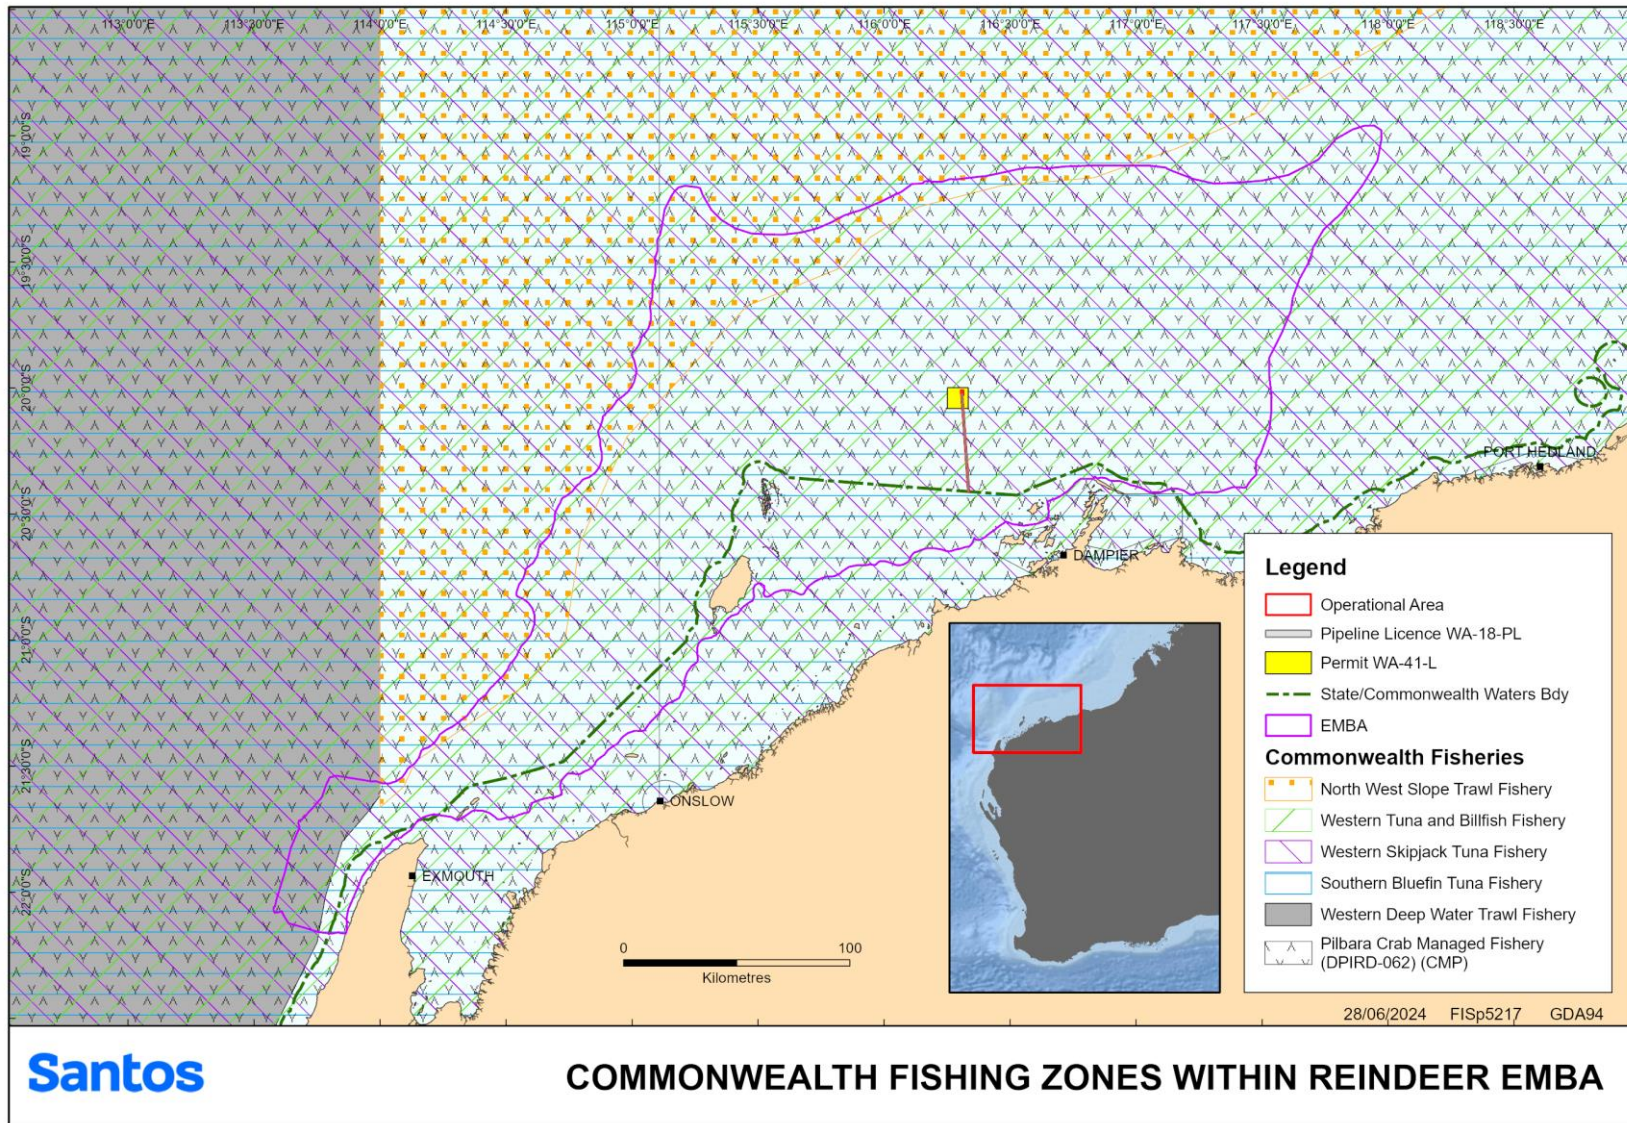 113°0'0"E
113°30'0"E
114°0'0"E
114°30'0"E
115°0'0"E
115°30'0"E
116°0'0"E
116°30'0"E
117°0'0"E
117°30'0"E
118°0'0"E
118°30'0"E
19°0'0"S
19°30'0"S
20°0'0"S
20°30'0"S
21°0'0"S
21°30'0"S
22°0'0"S
PORT HEDLAND
DAMPIER
ONSLOW
EXMOUTH
0 100
Kilometres
Legend
Operational Area
Pipeline Licence WA-18-PL
Permit WA-41-L
State/Commonwealth Waters Bdy
EMBA
Commonwealth Fisheries
North West Slope Trawl Fishery
Western Tuna and Billfish Fishery
Western Skipjack Tuna Fishery
Southern Bluefin Tuna Fishery
Western Deep Water Trawl Fishery
Pilbara Crab Managed Fishery
(DPIRD-062) (CMP)
28/06/2024 FISp5217 GDA94
Santos
COMMONWEALTH FISHING ZONES WITHIN REINDEER EMBA